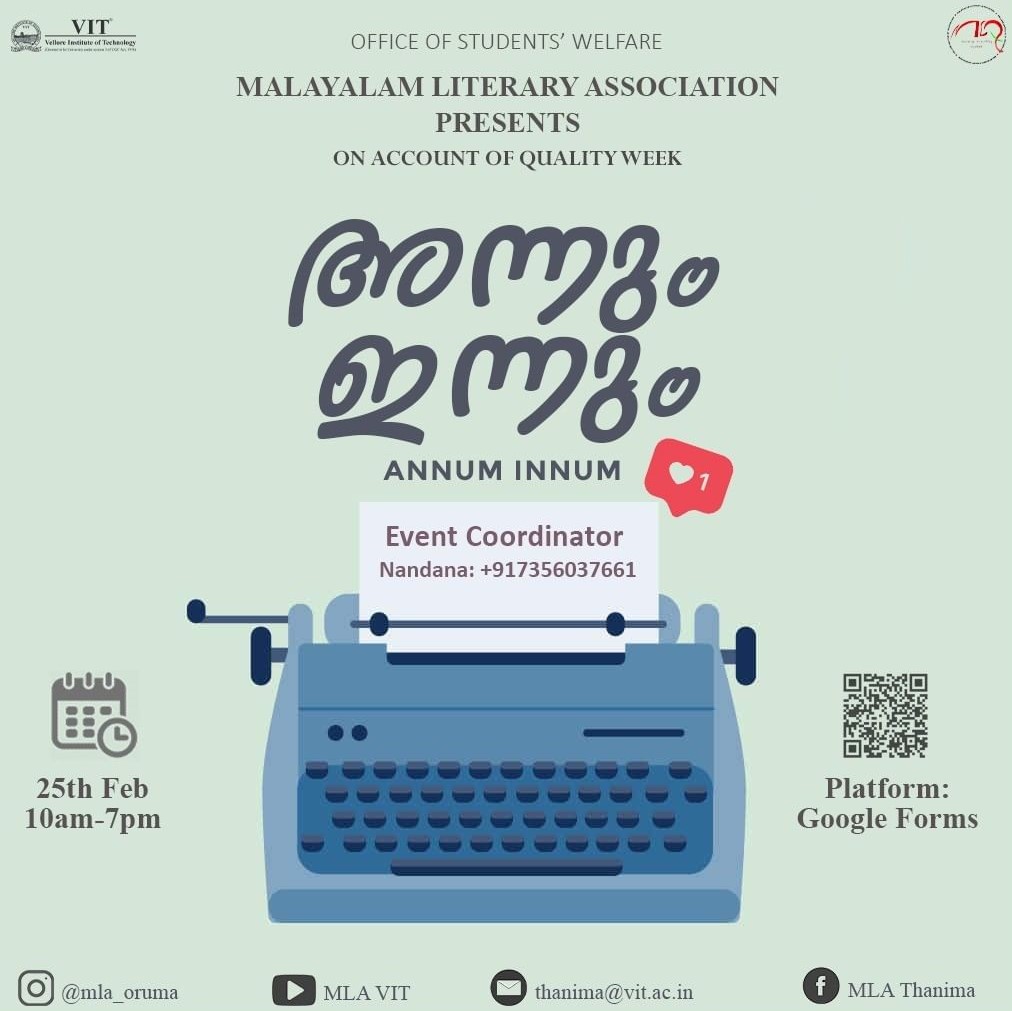 VIT
Vellore Institute of Technology
OFFICE OF STUDENTS’ WELFARE
MALAYALAM LITERARY ASSOCIATION
PRESENTS
ON ACCOUNT OF QUALITY WEEK
അന്നും
ഇന്നും
ANNUM INNUM
1
Event Coordinator
Nandana: +917356037661
25th Feb
10am-7pm
Platform:
Google Forms
@mla_oruma
MLA VIT
thanima@vit.ac.in
MLA Thanima